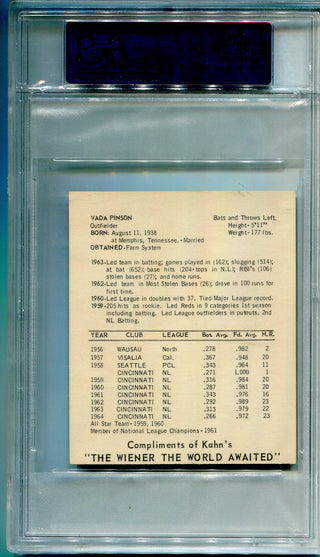 VADA PINSON Bats and Throws Left.
Outfielder Height- 5'11"
BORN: August 11, 1938 Weight- 177 lbs.
at Memphis, Tennessee, - Married
OBTAINED-Farm System
1963-Led team in batting; games played in (162); slugging (514);
at bat (652); base hits (204-tops in N.L.); RBI's (106)
stolen bases (27); and home runs.
1962-Led team in Most Stolen Bases (26); drove in 100 runs for
first time.
1960-Led League in doubles with 37. Tied Major League record.
1959-205 hits as rookie. Led Reds in 9 categories 1st season
including batting. Led League outfielders in putouts. 2nd
NL Batting.
YEAR CLUB LEAGUE Bat. Avg. Fd. Avg. H.R.
1956 WAUSAU North .278 .962 2
1957 VISALIA Cal. .367 .948 20
1958 SEATTLE PCL .343 .964 11
CINCINNATI NL .271 1.000 1
1959 CINCINNATI NL .316 .984 20
1960 CINCINNATI NL .287 .981 20
1961 CINCINNATI NL .343 .976 16
1962 CINCINNATI NL .292 .989 23
1963 CINCINNATI NL .313 .979 22
1964 CINCINNATI NL .266 .972 23
All Star Team - 1959, 1960
Member of National League Champions - 1961
Compliments of Kahn's
"THE WIENER THE WORLD AWAITED"